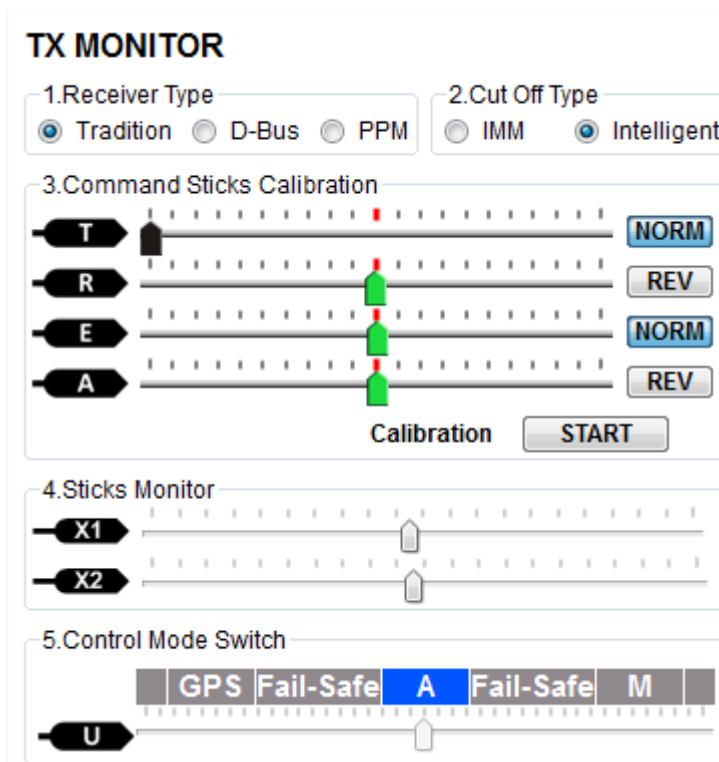 TX MONITOR
1.Receiver Type 2.Cut Off Type
Tradition D-Bus PPM IMM Intelligent
3.Command Sticks Calibration
T NORM
R REV
E NORM
A REV
Calibration START
4.Sticks Monitor
X1
X2
5.Control Mode Switch
GPS Fail-Safe A Fail-Safe M
U